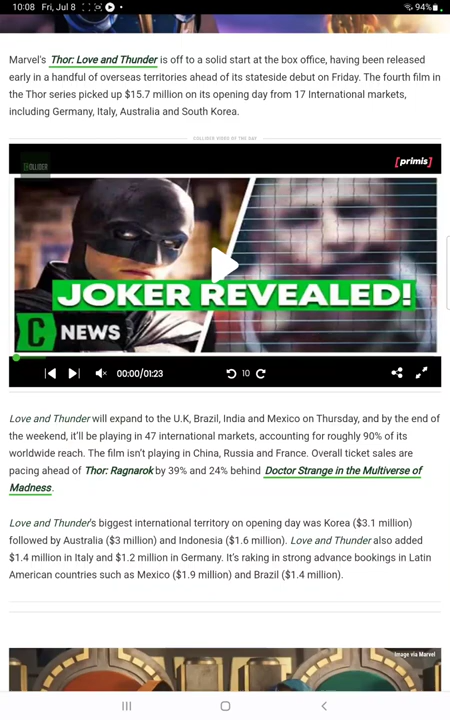 10:08 Fri, Jul 8
94%
Marvel's Thor: Love and Thunder is off to a solid start at the box office, having been released
early in a handful of overseas territories ahead of its stateside debut on Friday. The fourth film in
the Thor series picked up $15.7 million on its opening day from 17 International markets,
including Germany, Italy, Australia and South Korea.
COLLIDER VIDEO OF THE DAY
COLLIDER
[primis]
JOKER REVEALED!
C NEWS
00:00/01:23
10
Love and Thunder will expand to the U.K, Brazil, India and Mexico on Thursday, and by the end of
the weekend, it'll be playing in 47 international markets, accounting for roughly 90% of its
worldwide reach. The film isn't playing in China, Russia and France. Overall ticket sales are
pacing ahead of Thor: Ragnarok by 39% and 24% behind Doctor Strange in the Multiverse of
Madness.
Love and Thunder's biggest international territory on opening day was Korea ($3.1 million)
followed by Australia ($3 million) and Indonesia ($1.6 million). Love and Thunder also added
$1.4 million in Italy and $1.2 million in Germany. It's raking in strong advance bookings in Latin
American countries such as Mexico ($1.9 million) and Brazil ($1.4 million).
Image via Marvel